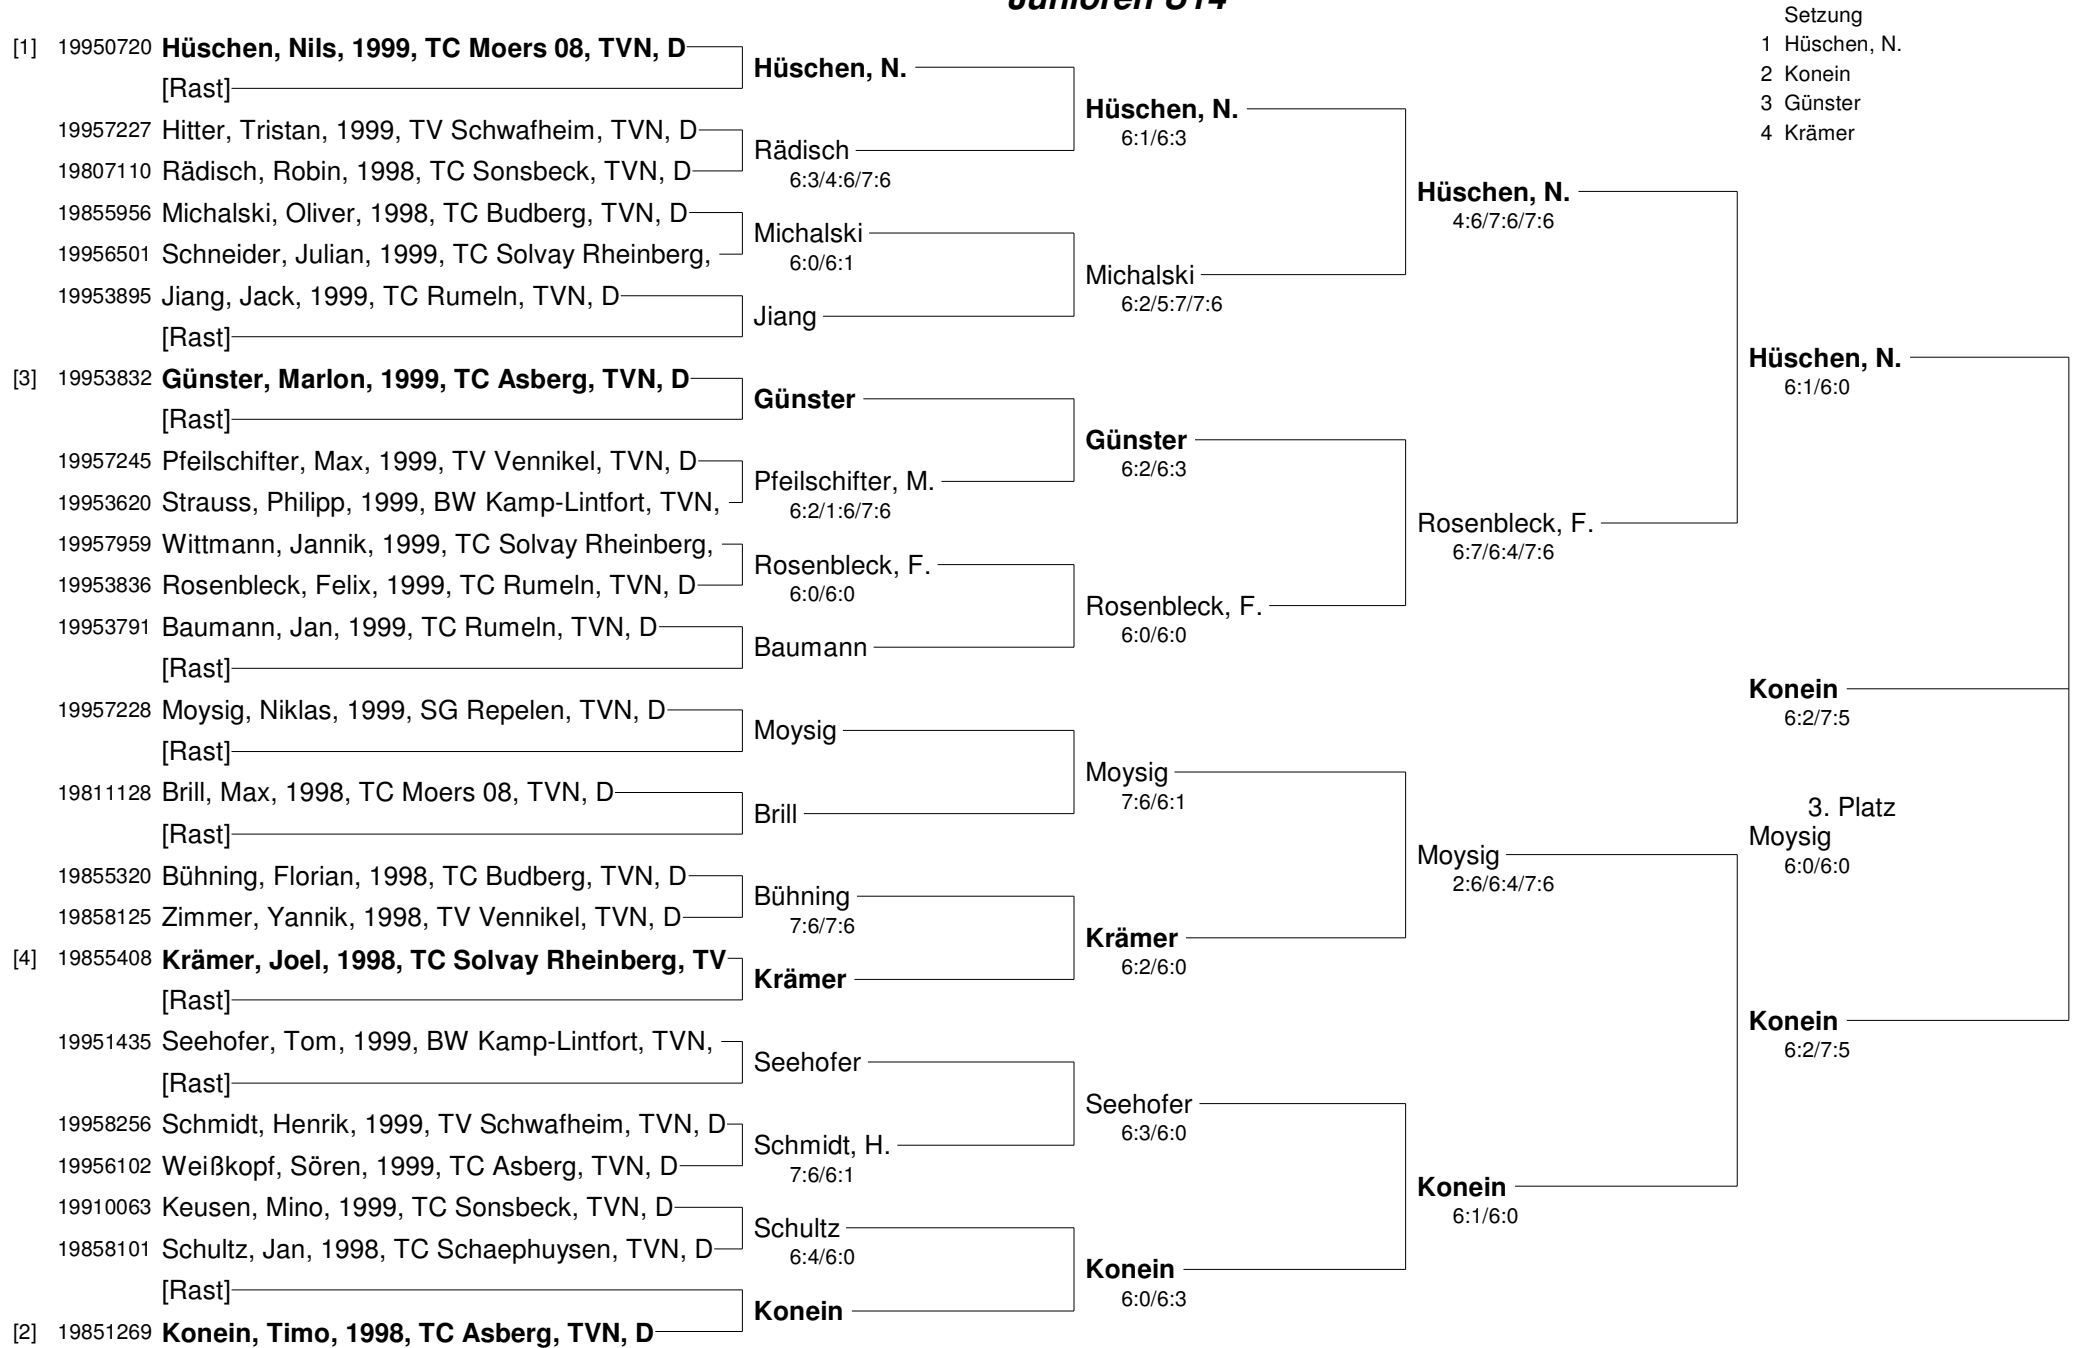 Junioren U14
Setzung
1 Hüschen, N.
2 Konein
3 Günster
4 Krämer
[1] 19950720 Hüschen, Nils, 1999, TC Moers 08, TVN, D
[Rast]
19957227 Hitter, Tristan, 1999, TV Schwafheim, TVN, D
19807110 Rädisch, Robin, 1998, TC Sonsbeck, TVN, D
19855956 Michalski, Oliver, 1998, TC Budberg, TVN, D
19956501 Schneider, Julian, 1999, TC Solvay Rheinberg,
19953895 Jiang, Jack, 1999, TC Rumeln, TVN, D
[Rast]
[3] 19953832 Günster, Marlon, 1999, TC Asberg, TVN, D
[Rast]
19957245 Pfeilschifter, Max, 1999, TV Vennikel, TVN, D
19953620 Strauss, Philipp, 1999, BW Kamp-Lintfort, TVN,
19957959 Wittmann, Jannik, 1999, TC Solvay Rheinberg,
19953836 Rosenbleck, Felix, 1999, TC Rumeln, TVN, D
19953791 Baumann, Jan, 1999, TC Rumeln, TVN, D
[Rast]
19957228 Moysig, Niklas, 1999, SG Repelen, TVN, D
[Rast]
19811128 Brill, Max, 1998, TC Moers 08, TVN, D
[Rast]
19855320 Bühning, Florian, 1998, TC Budberg, TVN, D
19858125 Zimmer, Yannik, 1998, TV Vennikel, TVN, D
[4] 19855408 Krämer, Joel, 1998, TC Solvay Rheinberg, TV
[Rast]
19951435 Seehofer, Tom, 1999, BW Kamp-Lintfort, TVN,
[Rast]
19958256 Schmidt, Henrik, 1999, TV Schwafheim, TVN, D
19956102 Weißkopf, Sören, 1999, TC Asberg, TVN, D
19910063 Keusen, Mino, 1999, TC Sonsbeck, TVN, D
19858101 Schultz, Jan, 1998, TC Schaephuysen, TVN, D
[Rast]
[2] 19851269 Konein, Timo, 1998, TC Asberg, TVN, D
Hüschen, N.
Rädisch
6:3/4:6/7:6
Michalski
6:0/6:1
Jiang
Günster
Pfeilschifter, M.
6:2/1:6/7:6
Rosenbleck, F.
6:0/6:0
Baumann
Moysig
Brill
Bühning
7:6/7:6
Krämer
Seehofer
Schmidt, H.
7:6/6:1
Schultz
6:4/6:0
Konein
Hüschen, N.
6:1/6:3
Michalski
6:2/5:7/7:6
Günster
6:2/6:3
Rosenbleck, F.
6:0/6:0
Moysig
7:6/6:1
Krämer
6:2/6:0
Seehofer
6:3/6:0
Konein
6:0/6:3
Hüschen, N.
4:6/7:6/7:6
Rosenbleck, F.
6:7/6:4/7:6
Moysig
2:6/6:4/7:6
Konein
6:1/6:0
Hüschen, N.
6:1/6:0
Konein
6:2/7:5
3. Platz
Moysig
6:0/6:0
Konein
6:2/7:5